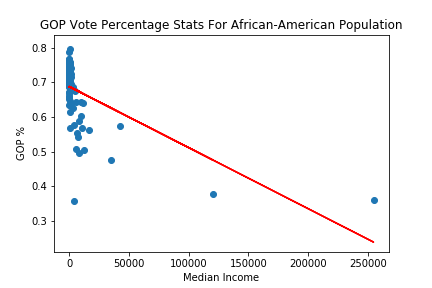 GOP Vote Percentage Stats For African-American Population
0.8
0.7
0.6
0.5
0.4
0.3
GOP %
0 50000 100000 150000 200000 250000
Median Income